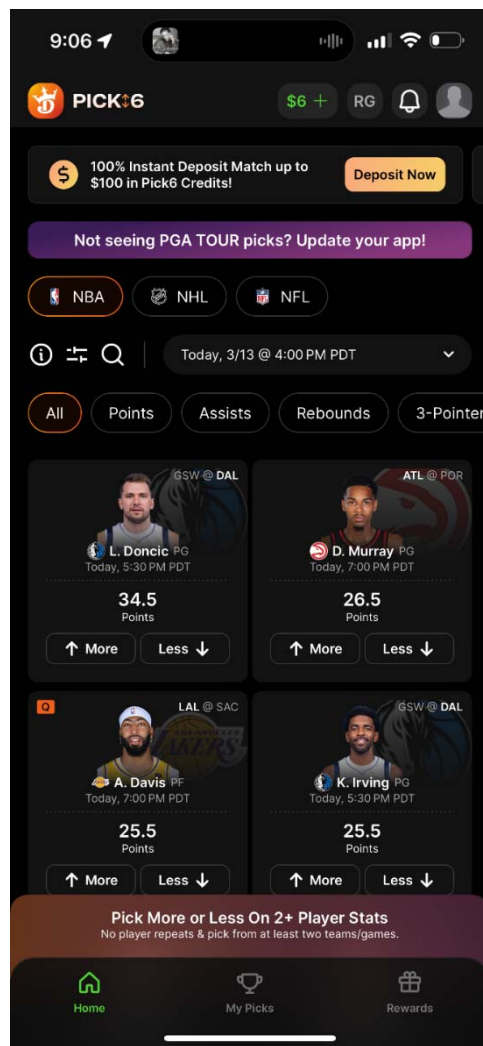 9:06
PICK6
$6 +
RG
100% Instant Deposit Match up to
$100 in Pick6 Credits!
Deposit Now
Not seeing PGA TOUR picks? Update your app!
NBA
NHL
NFL
Today, 3/13 @ 4:00 PM PDT
All
Points
Assists
Rebounds
3-Pointer
GSW @ DAL
L. Doncic PG
Today, 5:30 PM PDT
34.5
Points
More
Less
ATL @ POR
D. Murray PG
Today, 7:00 PM PDT
26.5
Points
More
Less
Q
LAL @ SAC
LAKERS
A. Davis PF
Today, 7:00 PM PDT
25.5
Points
More
Less
GSW @ DAL
K. Irving PG
Today, 5:30 PM PDT
25.5
Points
More
Less
Pick More or Less On 2+ Player Stats
No player repeats & pick from at least two teams/games.
Home
My Picks
Rewards